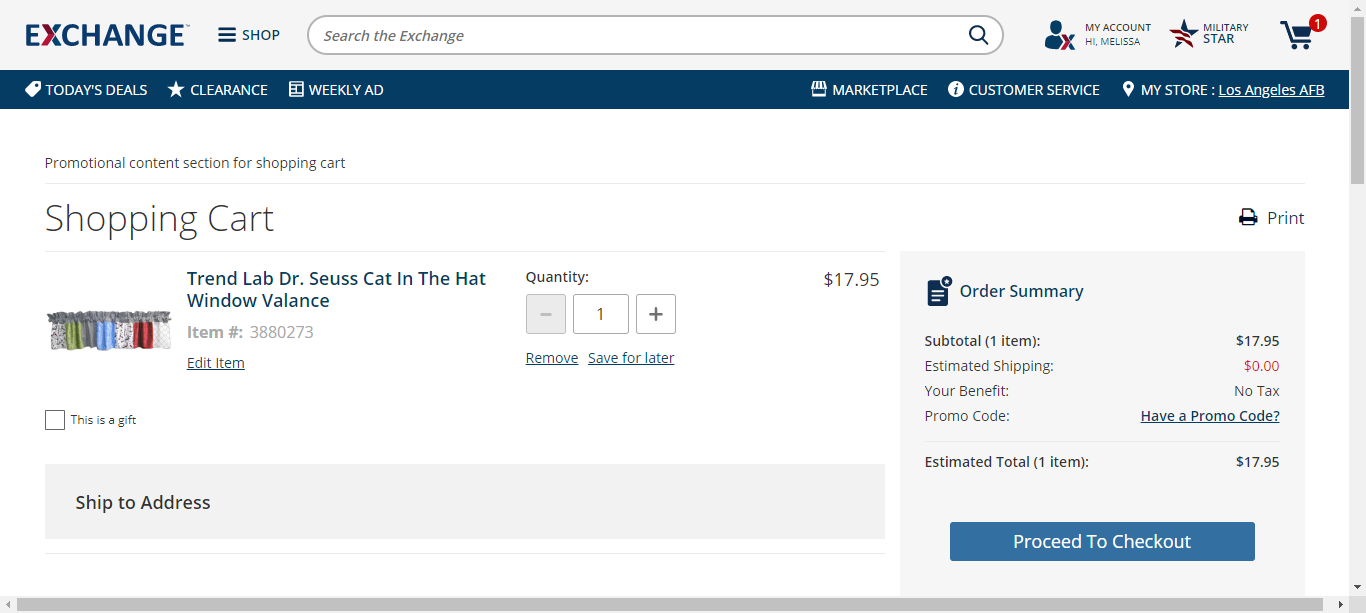 EXCHANGE
SHOP
Search the Exchange
MY ACCOUNT
HI, MELISSA
MILITARY
STAR
1
TODAY'S DEALS
CLEARANCE
WEEKLY AD
MARKETPLACE
CUSTOMER SERVICE
MY STORE : Los Angeles AFB
Promotional content section for shopping cart
Shopping Cart
Print
Trend Lab Dr. Seuss Cat In The Hat
Window Valance
Item #: 3880273
Edit Item
Quantity:
− 1 +
Remove Save for later
$17.95
This is a gift
Ship to Address
Order Summary
Subtotal (1 item): $17.95
Estimated Shipping: $0.00
Your Benefit: No Tax
Promo Code: Have a Promo Code?
Estimated Total (1 item): $17.95
Proceed To Checkout